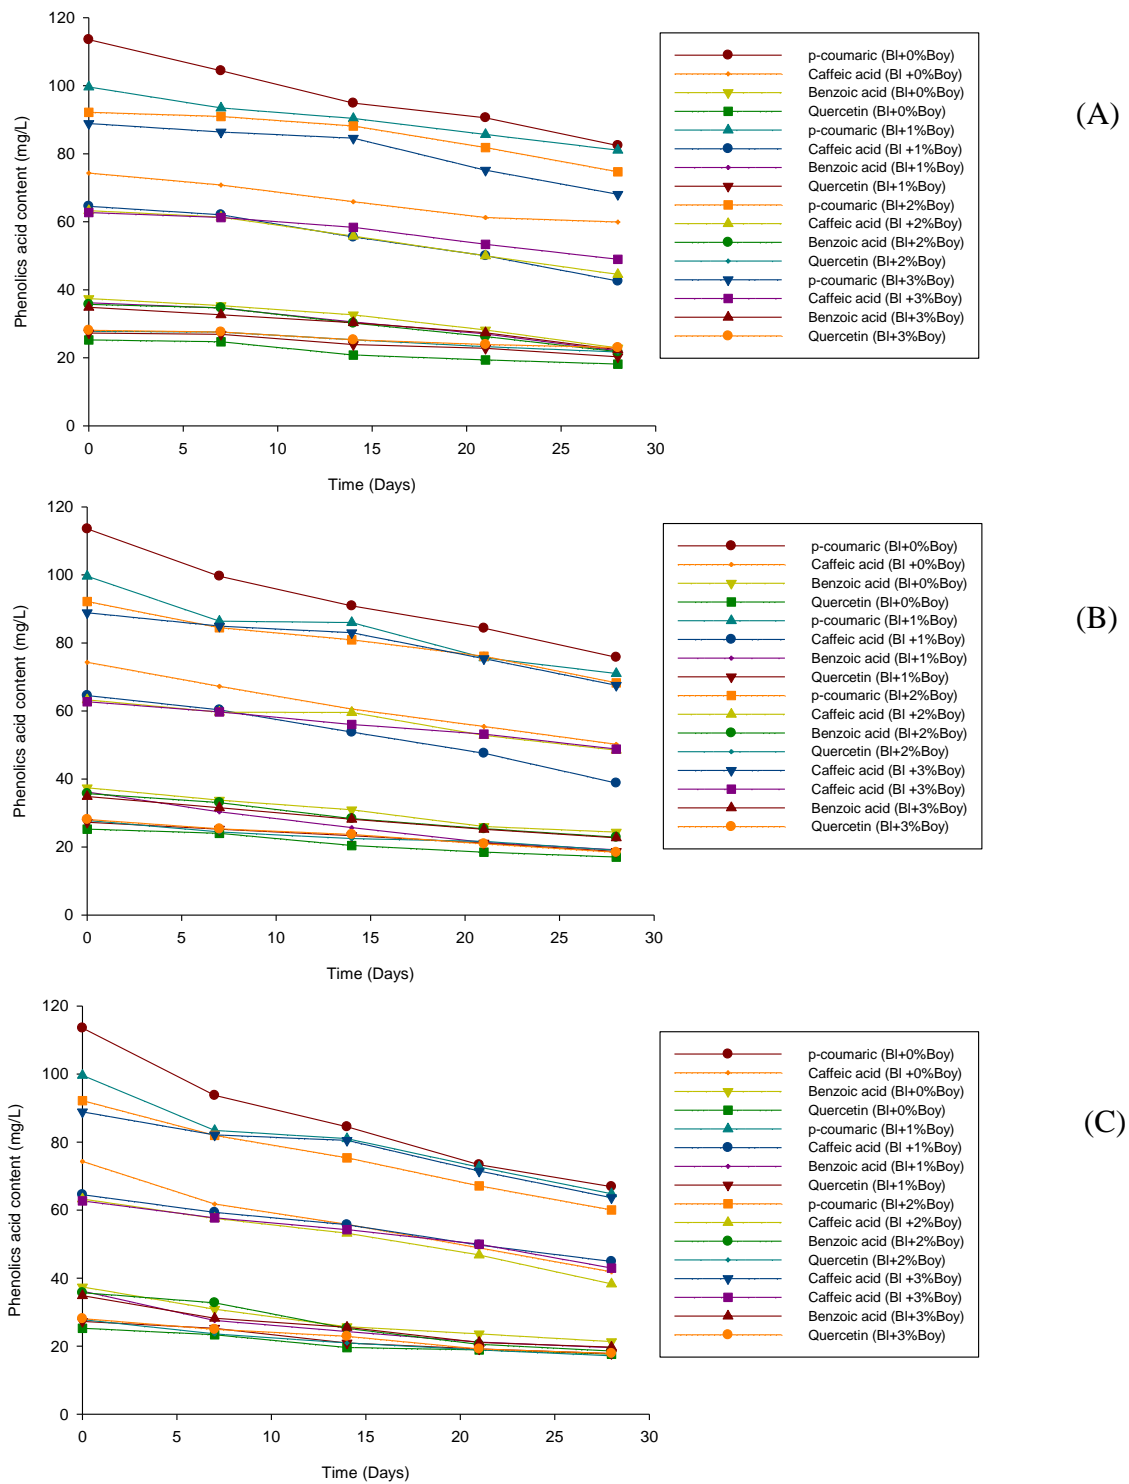 120
100
80
60
40
20
0
Phenolics acid content (mg/L)
0 5 10 15 20 25 30
Time (Days)
p-coumaric (Bl+0%Boy)
Caffeic acid (Bl +0%Boy)
Benzoic acid (Bl+0%Boy)
Quercetin (Bl+0%Boy)
p-coumaric (Bl+1%Boy)
Caffeic acid (Bl +1%Boy)
Benzoic acid (Bl+1%Boy)
Quercetin (Bl+1%Boy)
p-coumaric (Bl+2%Boy)
Caffeic acid (Bl +2%Boy)
Benzoic acid (Bl+2%Boy)
Quercetin (Bl+2%Boy)
p-coumaric (Bl+3%Boy)
Caffeic acid (Bl +3%Boy)
Benzoic acid (Bl+3%Boy)
Quercetin (Bl+3%Boy)
(A)
120
100
80
60
40
20
0
Phenolics acid content (mg/L)
0 5 10 15 20 25 30
Time (Days)
p-coumaric (Bl+0%Boy)
Caffeic acid (Bl +0%Boy)
Benzoic acid (Bl+0%Boy)
Quercetin (Bl+0%Boy)
p-coumaric (Bl+1%Boy)
Caffeic acid (Bl +1%Boy)
Benzoic acid (Bl+1%Boy)
Quercetin (Bl+1%Boy)
p-coumaric (Bl+2%Boy)
Caffeic acid (Bl +2%Boy)
Benzoic acid (Bl+2%Boy)
Quercetin (Bl+2%Boy)
Caffeic acid (Bl +3%Boy)
Caffeic acid (Bl +3%Boy)
Benzoic acid (Bl+3%Boy)
Quercetin (Bl+3%Boy)
(B)
120
100
80
60
40
20
0
Phenolics acid content (mg/L)
0 5 10 15 20 25 30
Time (Days)
p-coumaric (Bl+0%Boy)
Caffeic acid (Bl +0%Boy)
Benzoic acid (Bl+0%Boy)
Quercetin (Bl+0%Boy)
p-coumaric (Bl+1%Boy)
Caffeic acid (Bl +1%Boy)
Benzoic acid (Bl+1%Boy)
Quercetin (Bl+1%Boy)
p-coumaric (Bl+2%Boy)
Caffeic acid (Bl +2%Boy)
Benzoic acid (Bl+2%Boy)
Quercetin (Bl+2%Boy)
Caffeic acid (Bl +3%Boy)
Caffeic acid (Bl +3%Boy)
Benzoic acid (Bl+3%Boy)
Quercetin (Bl+3%Boy)
(C)